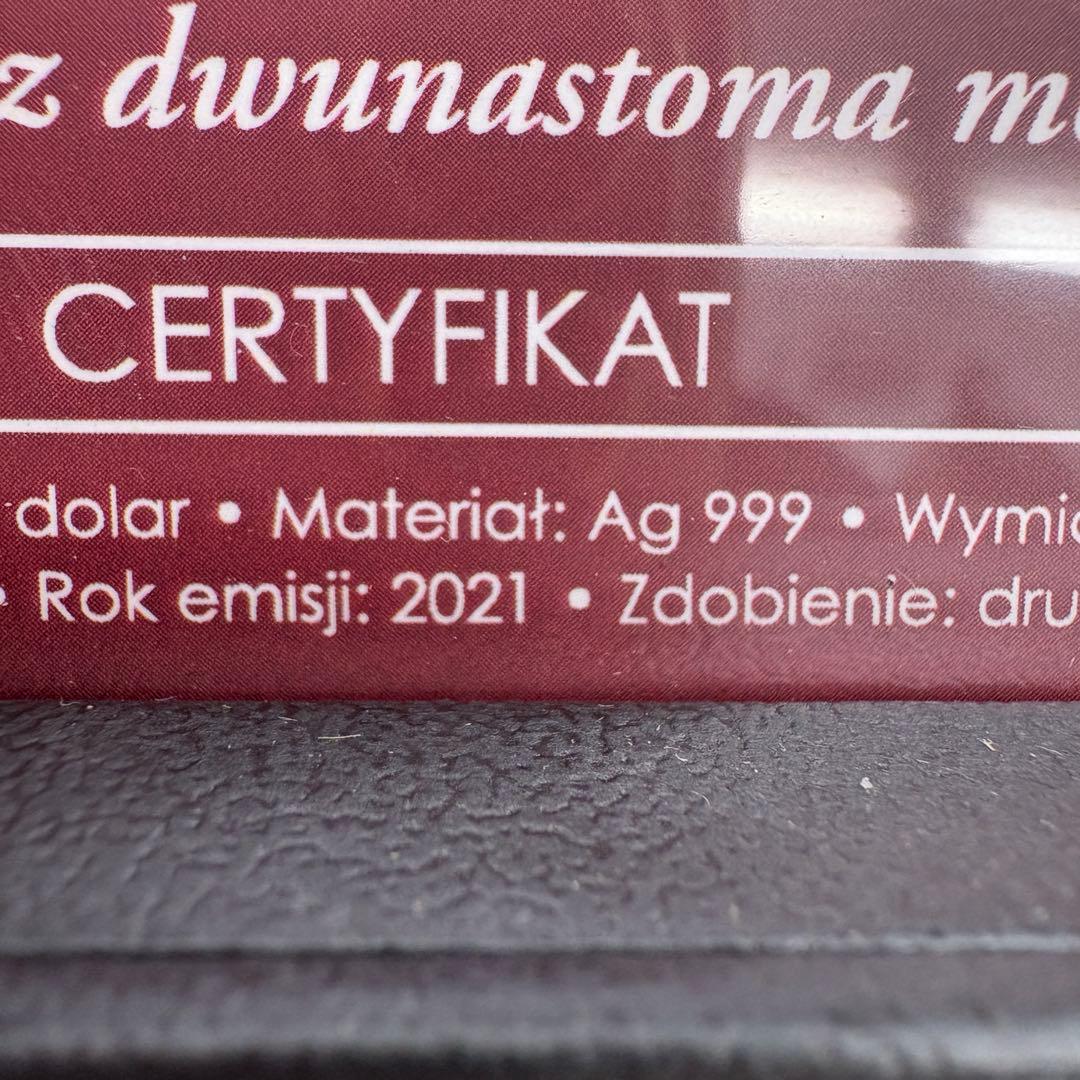 z dwunastoma
CERTYFIKAT
dolar • Materiał: Ag 999 •
• Rok emisji: 2021 • Zdobienie: